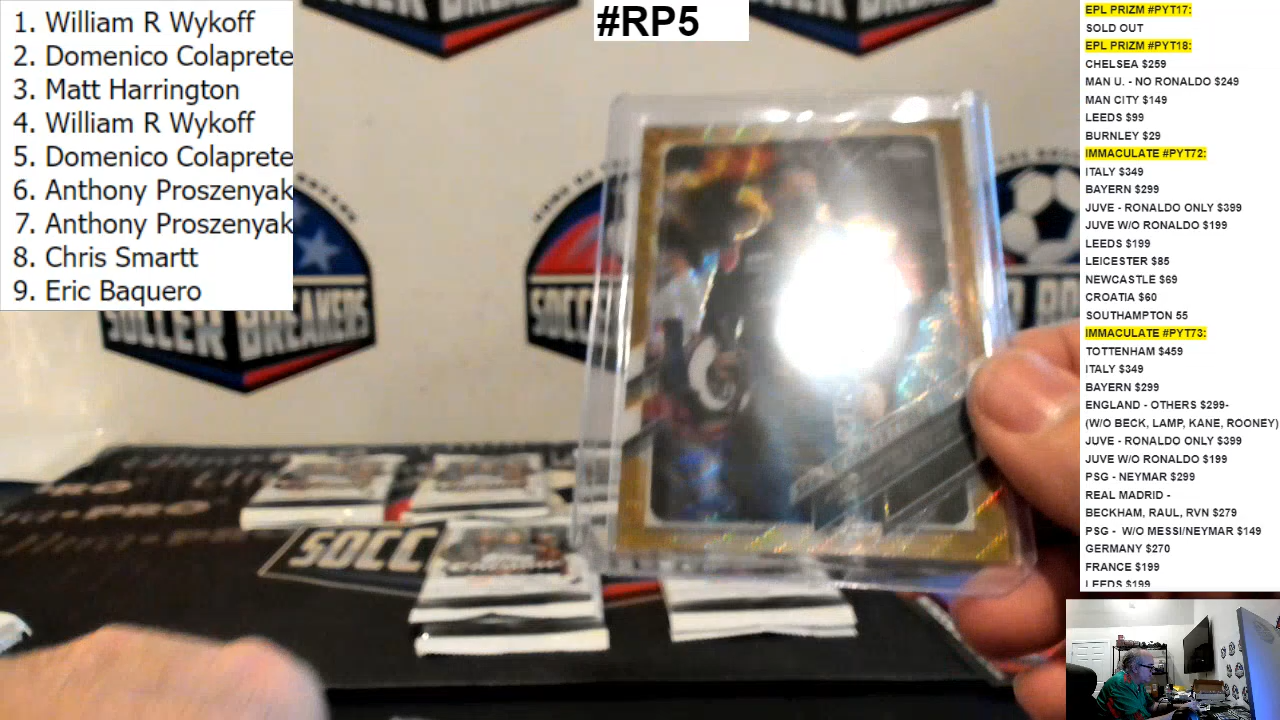 1. William R Wykoff
2. Domenico Colaprete
3. Matt Harrington
4. William R Wykoff
5. Domenico Colaprete
6. Anthony Proszenyak
7. Anthony Proszenyak
8. Chris Smartt
9. Eric Baquero
#RP5
EPL PRIZM #PYT17:
SOLD OUT
EPL PRIZM #PYT18:
CHELSEA $259
MAN U. - NO RONALDO $249
MAN CITY $149
LEEDS $99
BURNLEY $29
IMMACULATE #PYT72:
ITALY $349
BAYERN $299
JUVE - RONALDO ONLY $399
JUVE W/O RONALDO $199
LEEDS $199
LEICESTER $85
NEWCASTLE $69
CROATIA $60
SOUTHAMPTON 55
IMMACULATE #PYT73:
TOTTENHAM $459
ITALY $349
BAYERN $299
ENGLAND - OTHERS $299-
(W/O BECK, LAMP, KANE, ROONEY)
JUVE - RONALDO ONLY $399
JUVE W/O RONALDO $199
PSG - NEYMAR $299
REAL MADRID -
BECKHAM, RAUL, RVN $279
PSG - W/O MESSI/NEYMAR $149
GERMANY $270
FRANCE $199
LEEDS $199
SOCCER BREAKERS
SOCC
SOCC